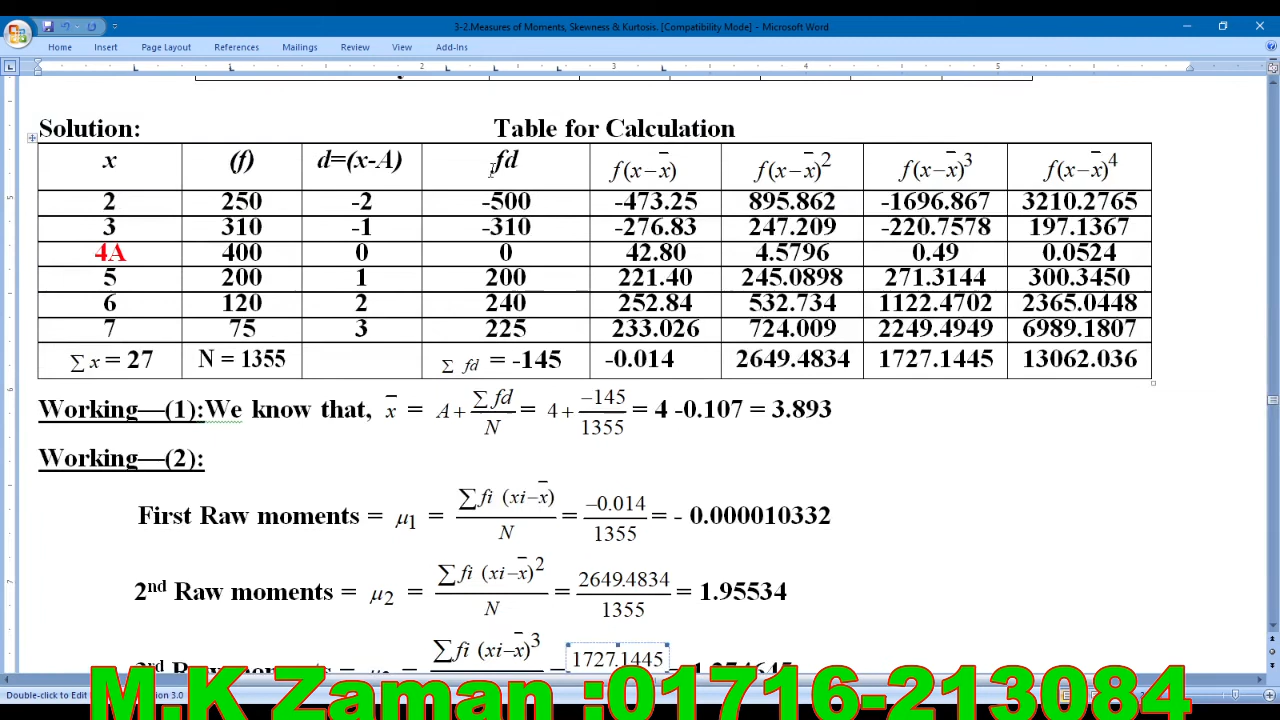 3-2.Measures of Moments, Skewness & Kurtosis. [Compatibility Mode] - Microsoft Word
Home Insert Page Layout References Mailings Review View Add-Ins
2 3 4 5
Solution: Table for Calculation
x (f) d=(x-A) fd f(x−x̄) f(x−x̄)² f(x−x̄)³ f(x−x̄)⁴
2 250 -2 -500 -473.25 895.862 -1696.867 3210.2765
3 310 -1 -310 -276.83 247.209 -220.7578 197.1367
4A 400 0 0 42.80 4.5796 0.49 0.0524
5 200 1 200 221.40 245.0898 271.3144 300.3450
6 120 2 240 252.84 532.734 1122.4702 2365.0448
7 75 3 225 233.026 724.009 2249.4949 6989.1807
∑ x = 27 N = 1355 ∑ fd = -145 -0.014 2649.4834 1727.1445 13062.036
Working—(1):We know that, x̄ = A + ∑ fd / N = 4 + −145 / 1355 = 4 -0.107 = 3.893
Working—(2):
First Raw moments = μ₁ = ∑ fi (xi−x̄) / N = −0.014 / 1355 = - 0.000010332
2nd Raw moments = μ₂ = ∑ fi (xi−x̄)² / N = 2649.4834 / 1355 = 1.95534
∑ fi (xi−x̄)³ 1727.1445
M.K Zaman :01716-213084
Double-click to Edit